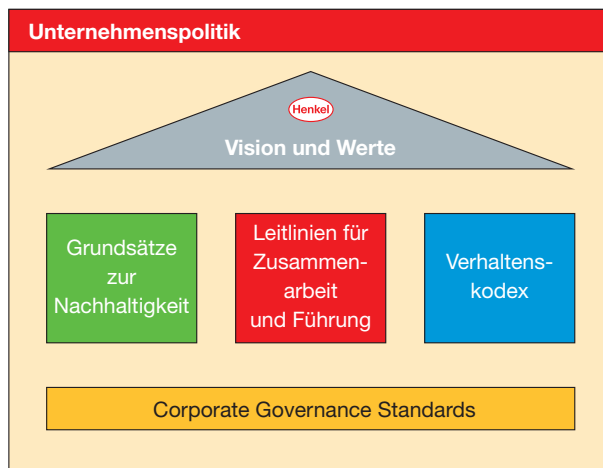 Unternehmenspolitik
Henkel
Vision und Werte
Grundsätze
zur
Nachhaltigkeit
Leitlinien für
Zusammen-
arbeit
und Führung
Verhaltens-
kodex
Corporate Governance Standards